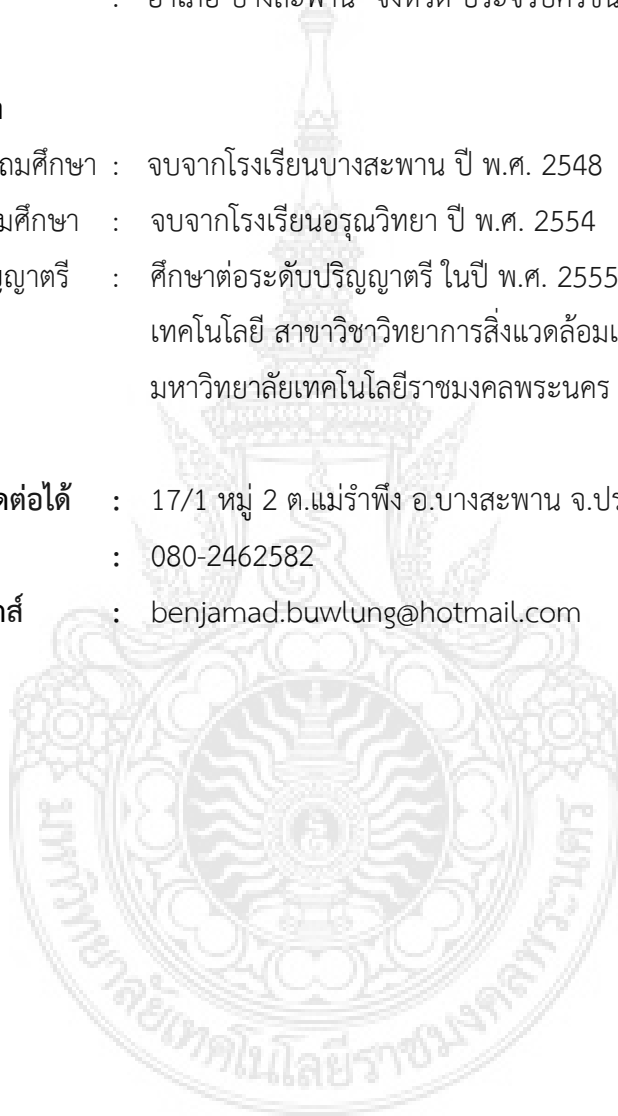 : อำเภอ บางสะพาน จังหวัด ประจวบคีรีขัน
า
ถมศึกษา : จบจากโรงเรียนบางสะพาน ปี พ.ศ. 2548
มศึกษา : จบจากโรงเรียนอรุณวิทยา ปี พ.ศ. 2554
ญญาตรี : ศึกษาต่อระดับปริญญาตรี ในปี พ.ศ. 2555
เทคโนโลยี สาขาวิชาวิทยาการสิ่งแวดล้อมแ
มหาวิทยาลัยเทคโนโลยีราชมงคลพระนคร
ดต่อได้ : 17/1 หมู่ 2 ต.แม่รำพึง อ.บางสะพาน จ.ปร
: 080-2462582
กส์ : benjamad.buwlung@hotmail.com
มหาวิทยาลัยเทคโนโลยีราชมงคลพระนคร